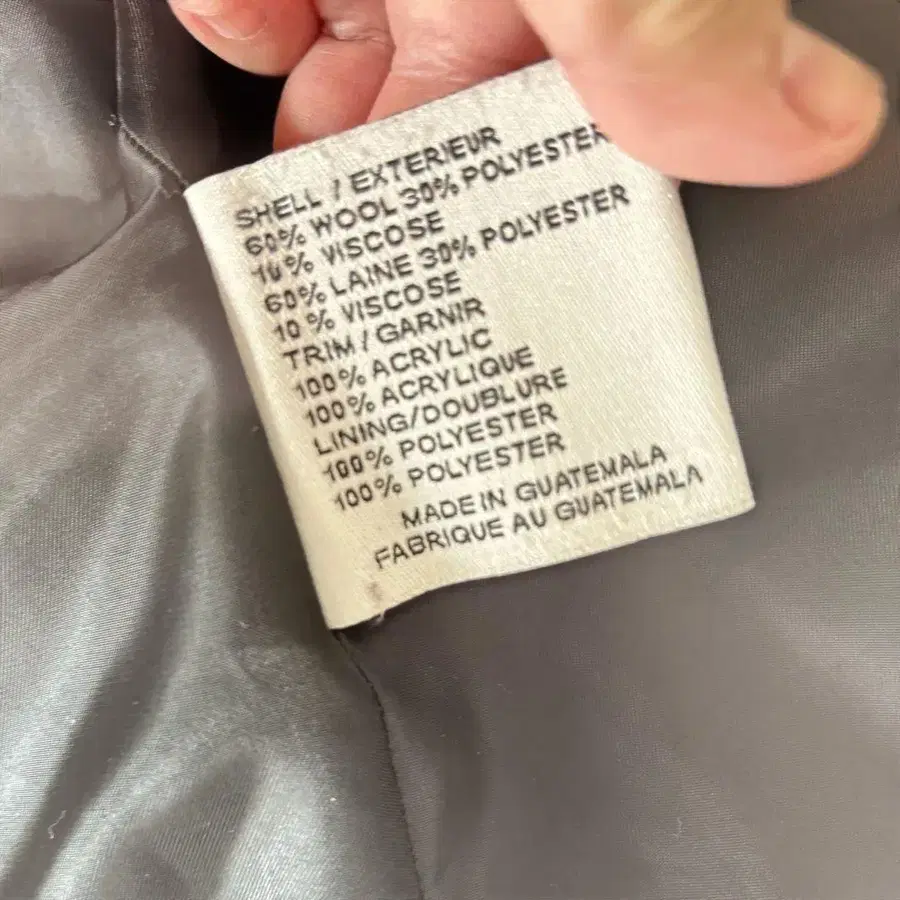 SHELL / EXTERIEUR
60% WOOL 30% POLYESTER
10% VISCOSE
60% LAINE 30% POLYESTER
10% VISCOSE
TRIM / GARNIR
100% ACRYLIC
100% ACRYLIQUE
LINING/DOUBLURE
100% POLYESTER
100% POLYESTER
MADE IN GUATEMALA
FABRIQUE AU GUATEMALA